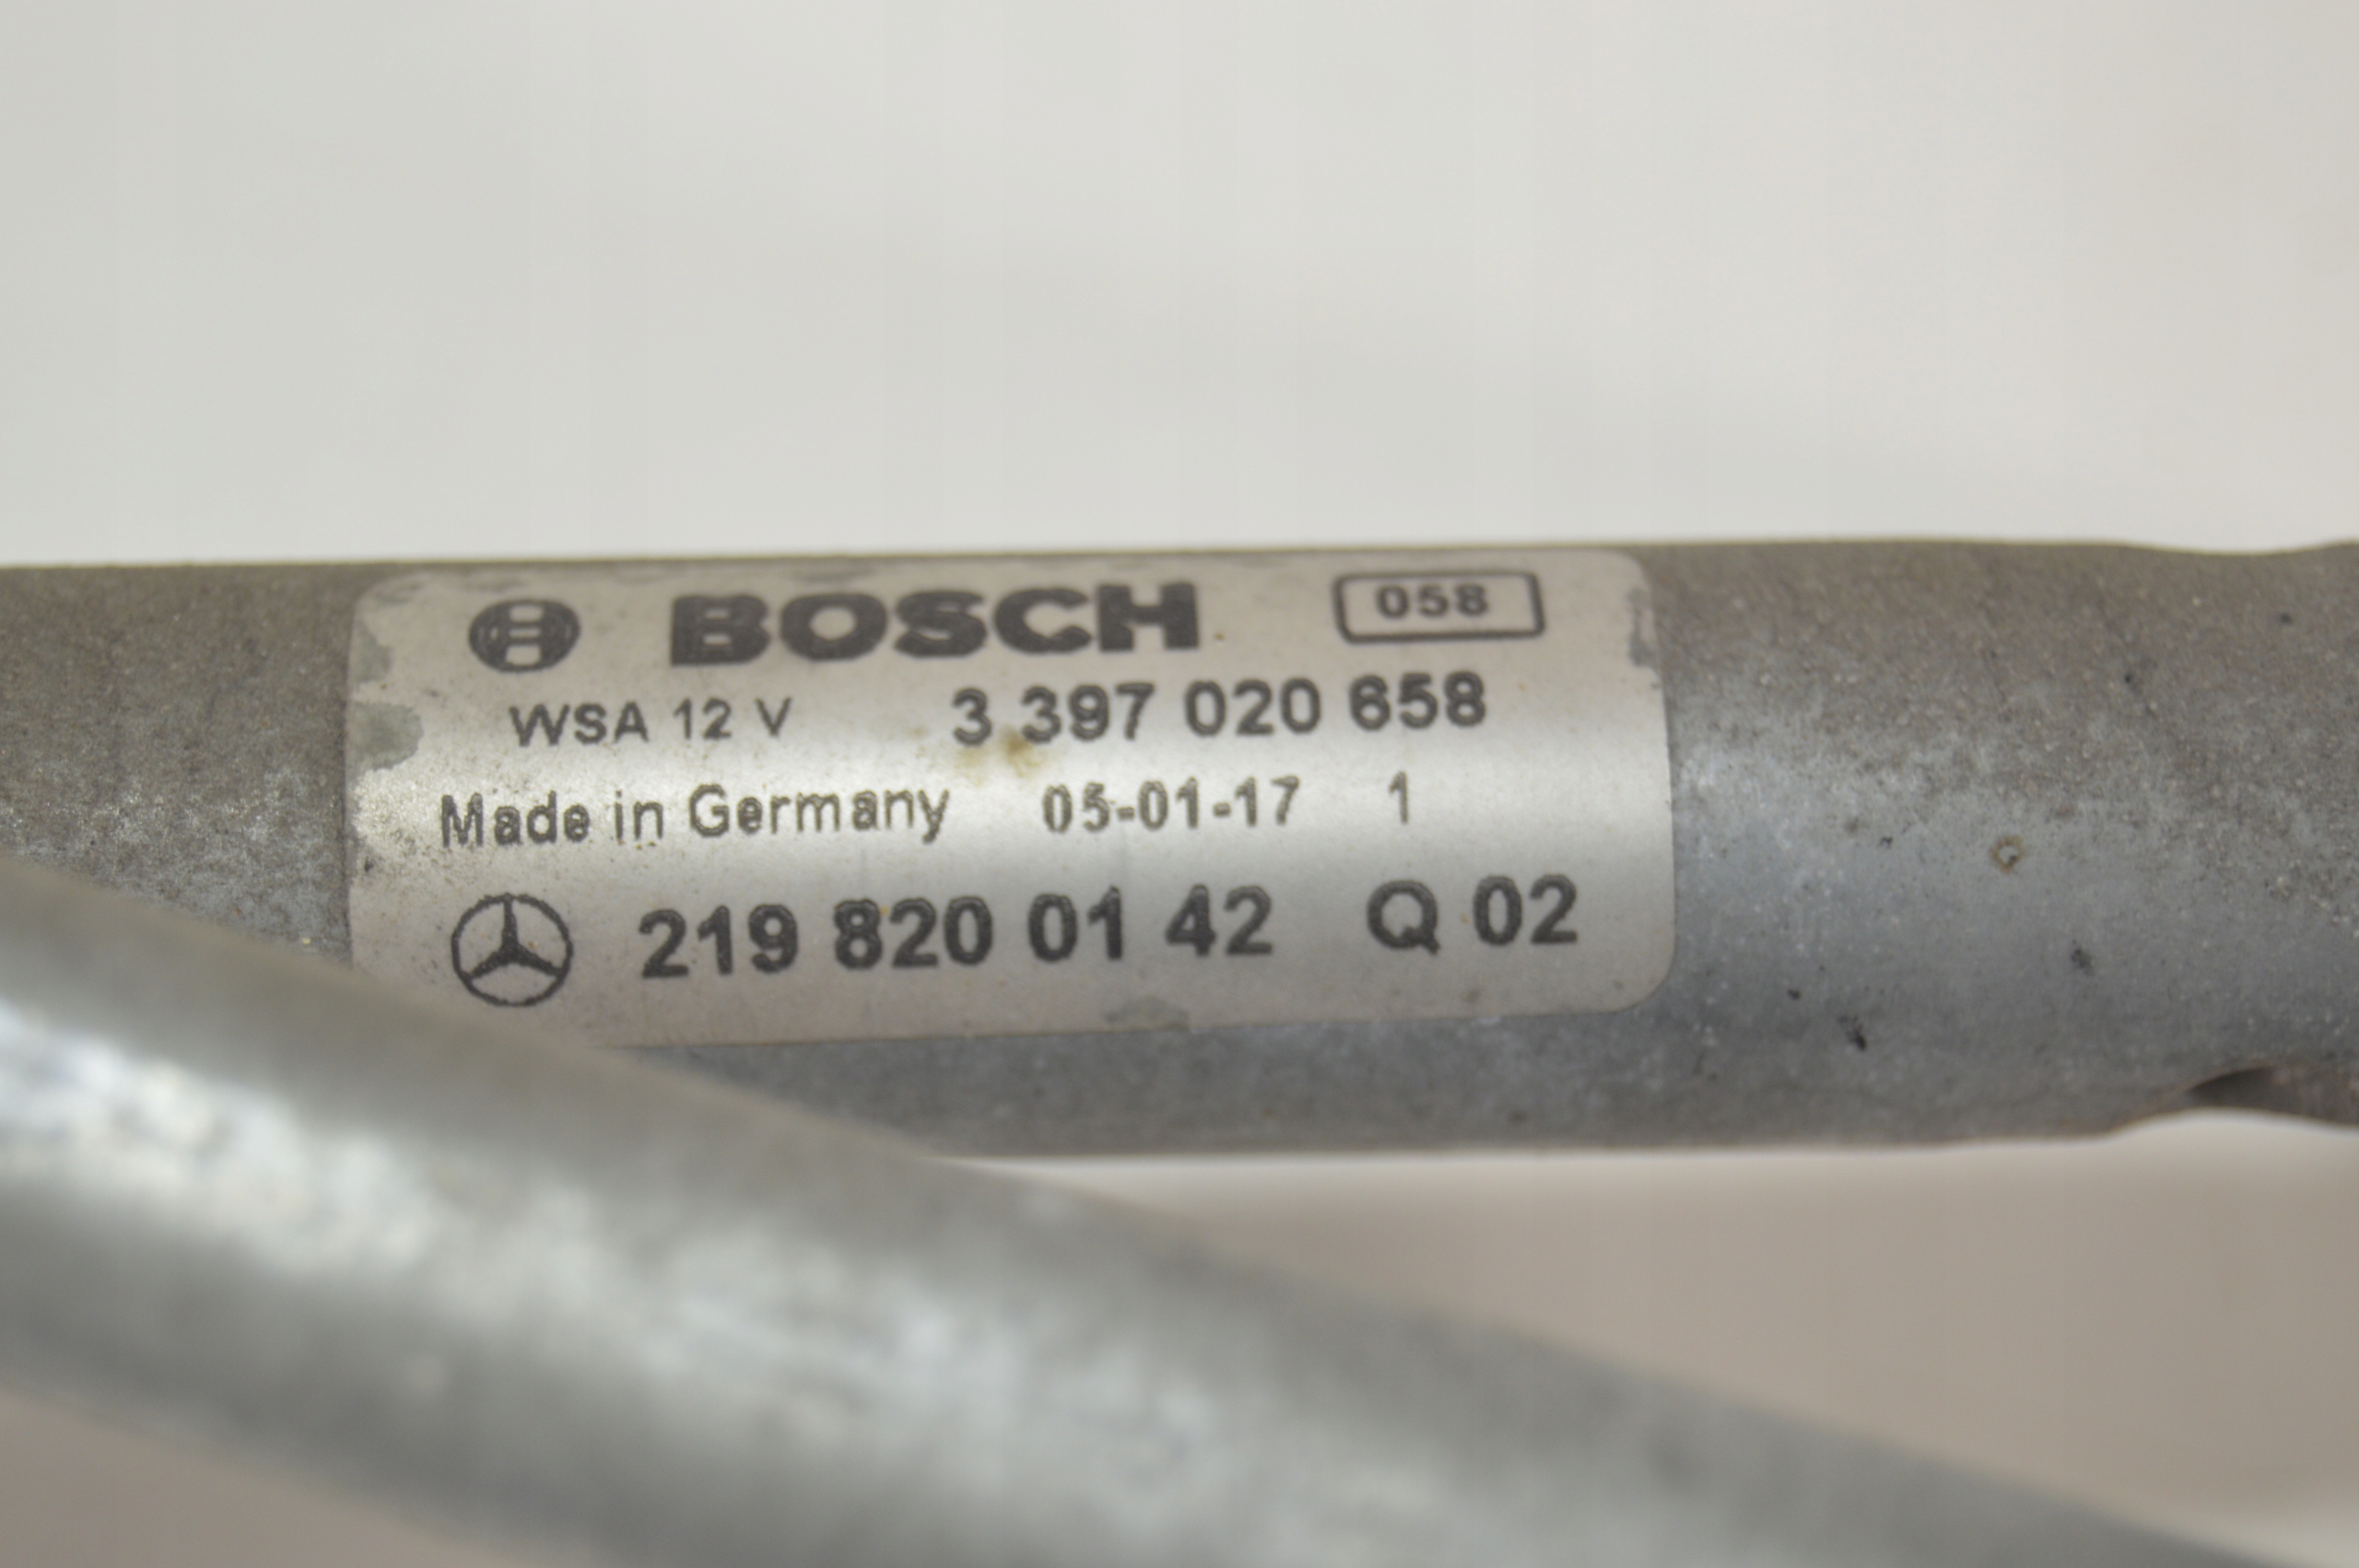 BOSCH 058
WSA 12 V 3 397 020 658
Made in Germany 05-01-17 1
219 820 01 42 Q 02